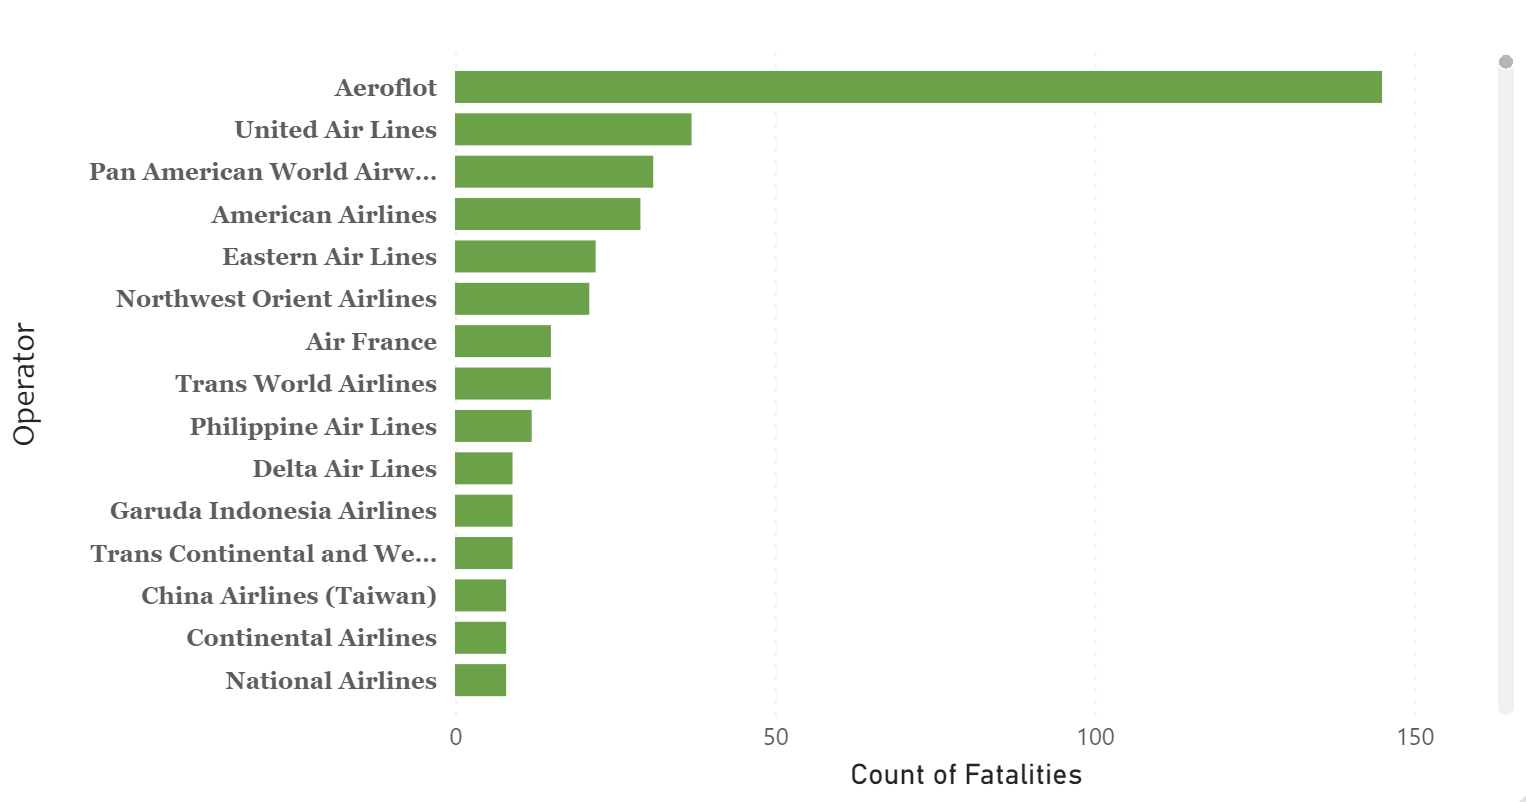 Operator
Aeroflot
United Air Lines
Pan American World Airw...
American Airlines
Eastern Air Lines
Northwest Orient Airlines
Air France
Trans World Airlines
Philippine Air Lines
Delta Air Lines
Garuda Indonesia Airlines
Trans Continental and We...
China Airlines (Taiwan)
Continental Airlines
National Airlines
0 50 100 150
Count of Fatalities